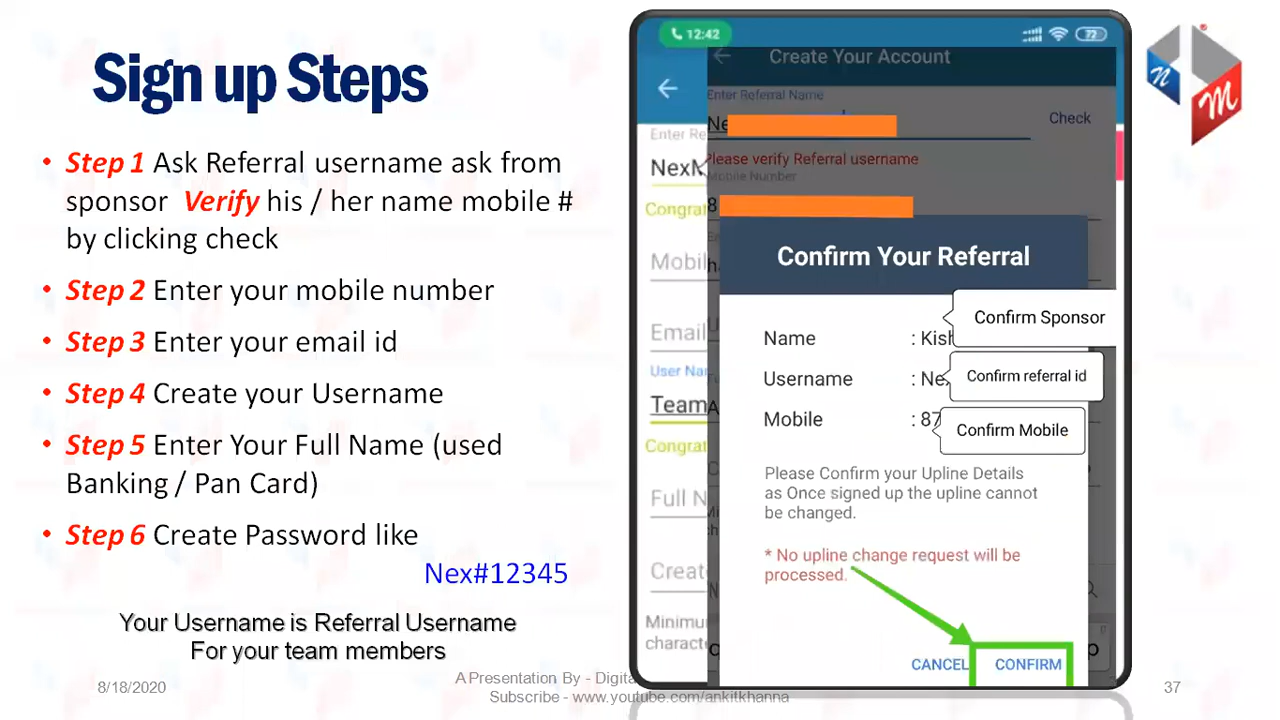 Sign up Steps
• Step 1 Ask Referral username ask from
sponsor Verify his / her name mobile #
by clicking check
• Step 2 Enter your mobile number
• Step 3 Enter your email id
• Step 4 Create your Username
• Step 5 Enter Your Full Name (used
Banking / Pan Card)
• Step 6 Create Password like
Nex#12345
Your Username is Referral Username
For your team members
8/18/2020
A Presentation By - Digita
Subscribe - www.youtube.com/ankitkhanna
37
12:42
72
Create Your Account
Enter Referral Name
Check
Please verify Referral username
Mobile Number
8
Congrat
Mobil
Email
User Na
Team
Congrat
Full N
Create
Minimu
charact
Confirm Your Referral
Name : Kish
Confirm Sponsor
Username : Ne
Confirm referral id
Mobile : 87
Confirm Mobile
Please Confirm your Upline Details
as Once signed up the upline cannot
be changed.
* No upline change request will be
processed.
CANCEL CONFIRM
n m